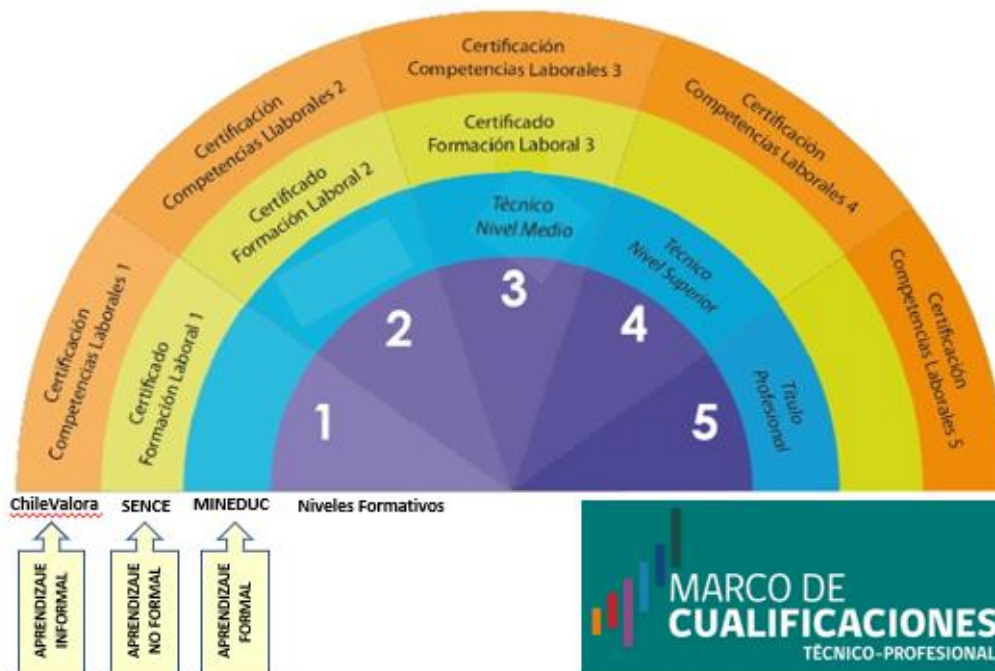 Certificación
Competencias Laborales 1
Certificación
Competencias Llaborales 2
Certificación
Competencias Laborales 3
Certificación
Competencias Laborales 4
Certificación
Competencias Laborales 5
Certificado
Formación Laboral 1
Certificado
Formación Laboral 2
Certificado
Formación Laboral 3
Técnico
Nivel Medio
Técnico
Nivel Superior
Título
Profesional
1
2
3
4
5
ChileValora
SENCE
MINEDUC
Niveles Formativos
APRENDIZAJE
INFORMAL
APRENDIZAJE
NO FORMAL
APRENDIZAJE
FORMAL
MARCO DE
CUALIFICACIONES
TÉCNICO-PROFESIONAL